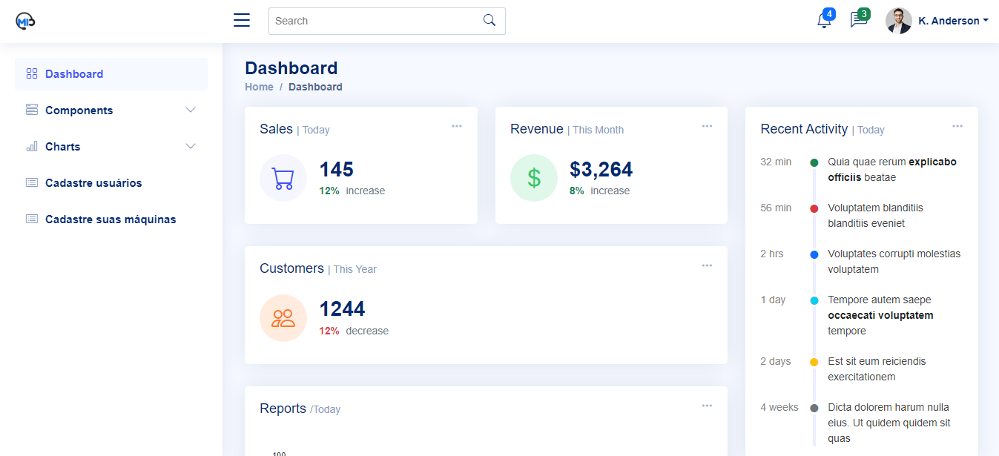 MI3
Search
4
3
K. Anderson
Dashboard
Components
Charts
Cadastre usuários
Cadastre suas máquinas
Dashboard
Home / Dashboard
Sales | Today
145
12% increase
Revenue | This Month
$
$3,264
8% increase
Customers | This Year
1244
12% decrease
Reports /Today
100
Recent Activity | Today
32 min
Quia quae rerum explicabo
officiis beatae
56 min
Voluptatem blanditiis
blanditiis eveniet
2 hrs
Voluptates corrupti molestias
voluptatem
1 day
Tempore autem saepe
occaecati voluptatem
tempore
2 days
Est sit eum reiciendis
exercitationem
4 weeks
Dicta dolorem harum nulla
eius. Ut quidem quidem sit
quas